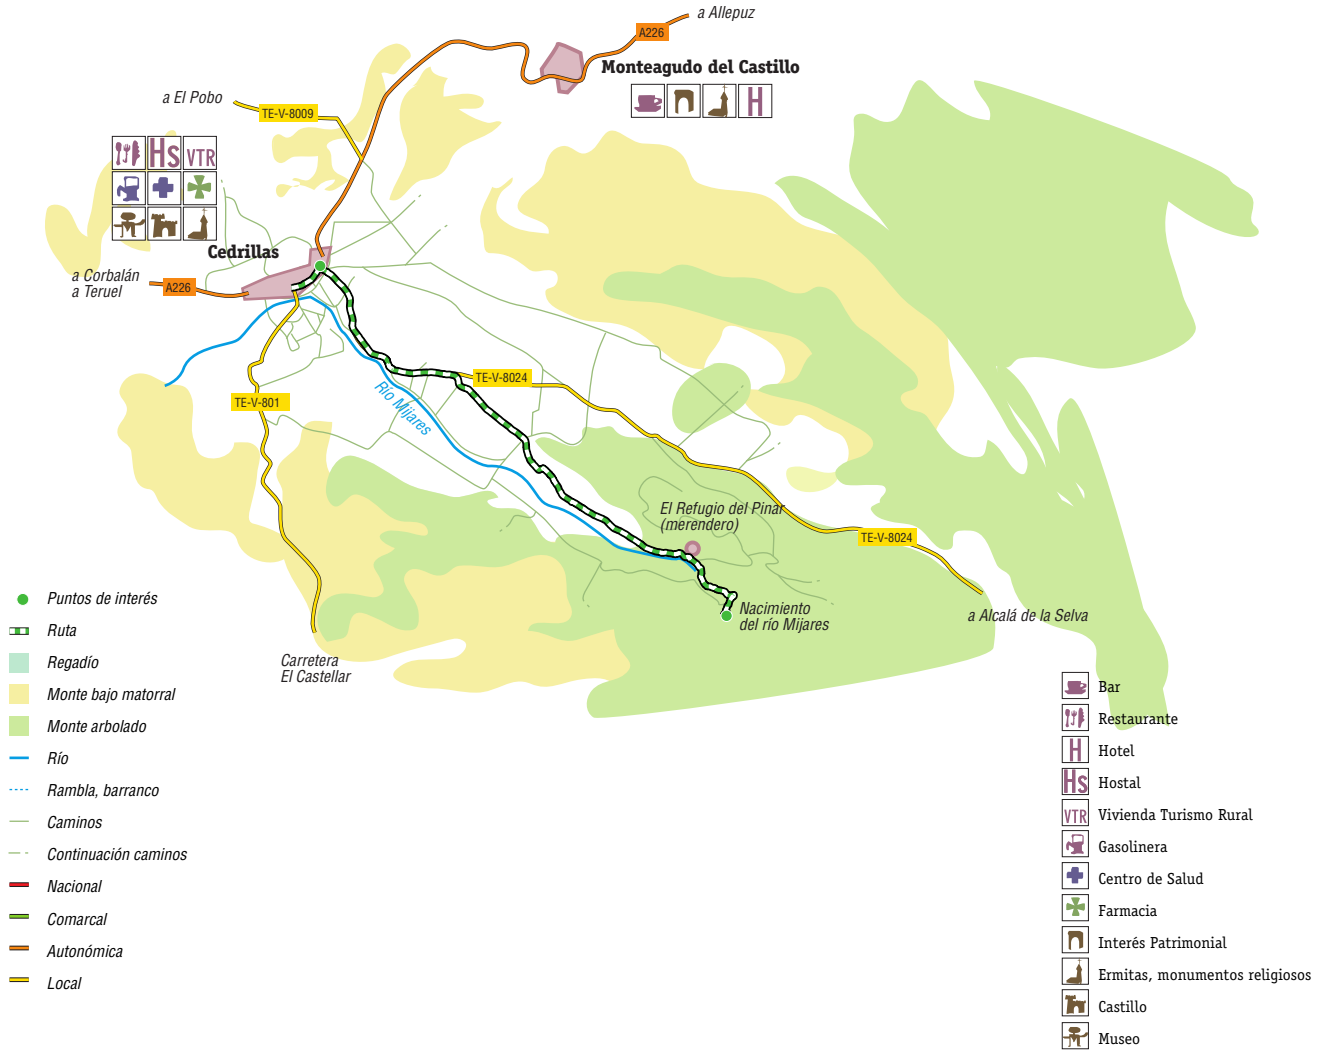 a Allepuz
A226
Monteagudo del Castillo
H
a El Pobo
TE-V-8009
Hs
VTR
Cedrillas
a Corbalán
a Teruel
A226
TE-V-8024
Río Mijares
TE-V-801
El Refugio del Pinar
(merendero)
TE-V-8024
Nacimiento
del río Mijares
a Alcalá de la Selva
Carretera
El Castellar
Puntos de interés
Ruta
Regadío
Monte bajo matorral
Monte arbolado
Río
Rambla, barranco
Caminos
Continuación caminos
Nacional
Comarcal
Autonómica
Local
Bar
Restaurante
H Hotel
Hs Hostal
VTR Vivienda Turismo Rural
Gasolinera
Centro de Salud
Farmacia
Interés Patrimonial
Ermitas, monumentos religiosos
Castillo
Museo